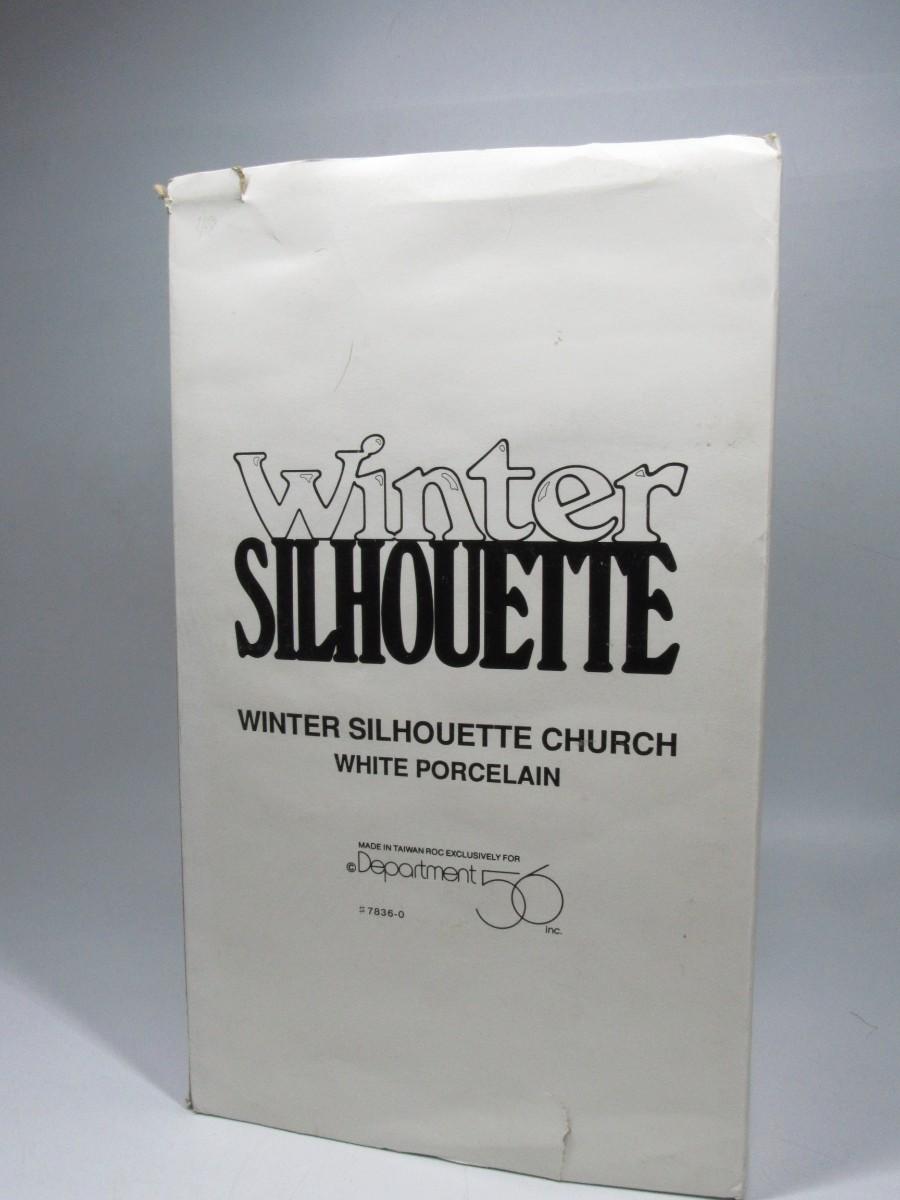 Winter
SILHOUETTE
WINTER SILHOUETTE CHURCH
WHITE PORCELAIN
MADE IN TAIWAN ROC EXCLUSIVELY FOR
©Department 56
inc.
#7836-0